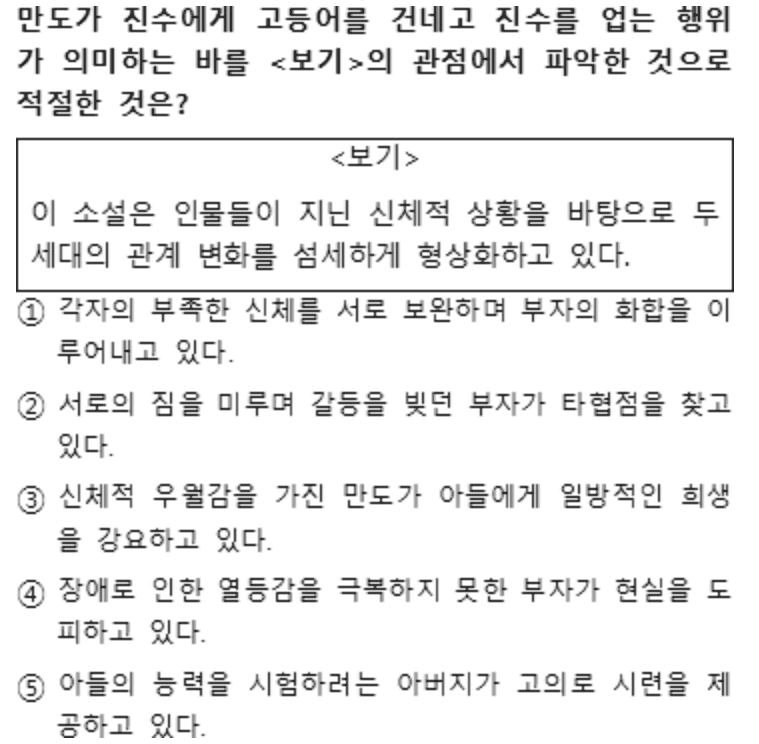 만도가 진수에게 고등어를 건네고 진수를 업는 행위
가 의미하는 바를 <보기>의 관점에서 파악한 것으로
적절한 것은?
<보기>
이 소설은 인물들이 지닌 신체적 상황을 바탕으로 두
세대의 관계 변화를 섬세하게 형상화하고 있다.
① 각자의 부족한 신체를 서로 보완하며 부자의 화합을 이
루어내고 있다.
② 서로의 짐을 미루며 갈등을 빚던 부자가 타협점을 찾고
있다.
③ 신체적 우월감을 가진 만도가 아들에게 일방적인 희생
을 강요하고 있다.
④ 장애로 인한 열등감을 극복하지 못한 부자가 현실을 도
피하고 있다.
⑤ 아들의 능력을 시험하려는 아버지가 고의로 시련을 제
공하고 있다.